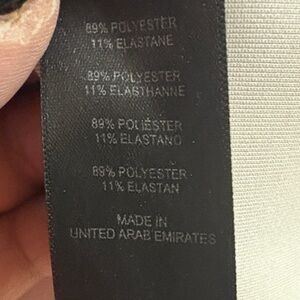 89% POLYESTER
11% ELASTANE
89% POLYESTER
11% ELASTHANNE
89% POLIÉSTER
11% ELASTANO
89% POLYESTER
11% ELASTAN
MADE IN
UNITED ARAB EMIRATES